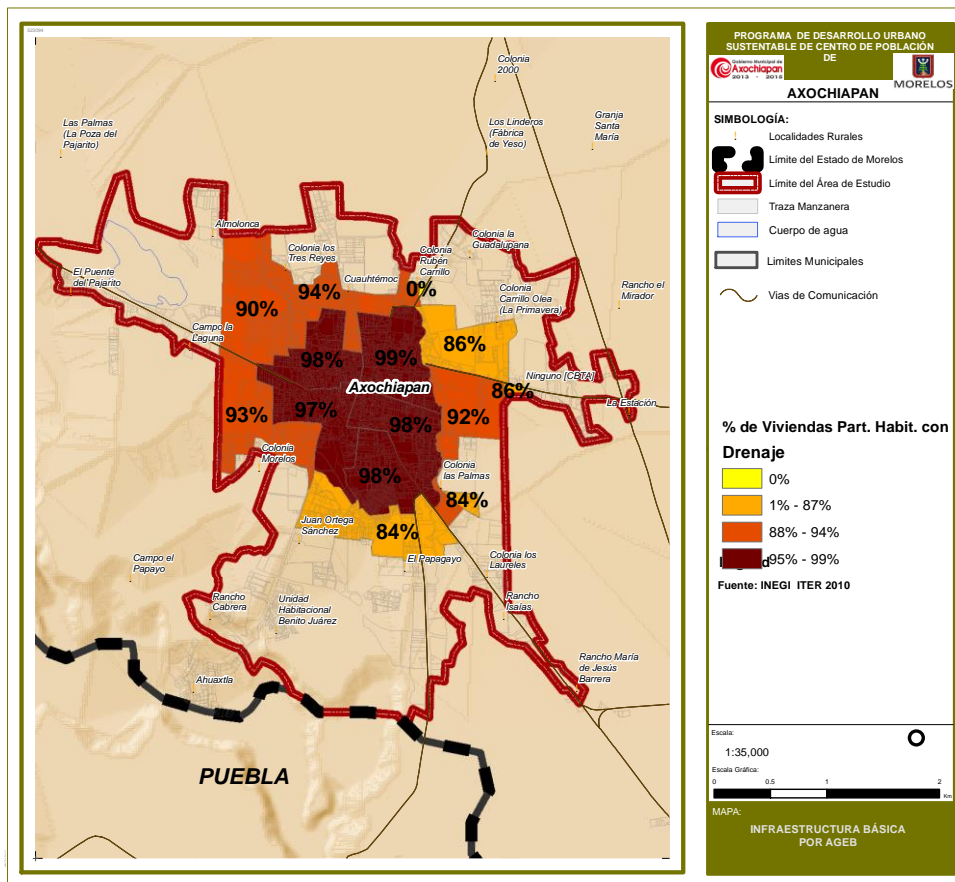 Colonia
2000
Las Palmas
(La Poza del
Pajarito)
Los Linderos
(Fábrica
de Yeso)
Granja
Santa
María
Almolonca
Colonia los
Tres Reyes
Cuauhtémoc
Colonia
Rubén
Carrillo
Colonia la
Guadalupana
El Puente
del Pajarito
Colonia
Carrillo Olea
(La Primavera)
Rancho el
Mirador
0%
94%
90%
Campo la
Laguna
86%
98%
99%
Ninguno [CBTA]
Axochiapan
86%
La Estación
93%
97%
98%
92%
Colonia
Morelos
98%
Colonia
las Palmas
84%
Juan Ortega
Sánchez
84%
El Papagayo
Colonia los
Laureles
Campo el
Papayo
Rancho
Cabrera
Unidad
Habitacional
Benito Juárez
Rancho
Isaías
Rancho María
de Jesús
Barrera
Ahuaxtla
PUEBLA
PROGRAMA DE DESARROLLO URBANO
SUSTENTABLE DE CENTRO DE POBLACIÓN
DE
Gobierno Municipal de
Axochiapan
2013 - 2015
MORELOS
AXOCHIAPAN
SIMBOLOGÍA:
Localidades Rurales
Límite del Estado de Morelos
Límite del Área de Estudio
Traza Manzanera
Cuerpo de agua
Limites Municipales
Vias de Comunicación
% de Viviendas Part. Habit. con
Drenaje
0%
1% - 87%
88% - 94%
95% - 99%
Fuente: INEGI ITER 2010
Escala:
1:35,000
Escala Gráfica:
0 0.5 1 2
Km
MAPA:
INFRAESTRUCTURA BÁSICA
POR AGEB